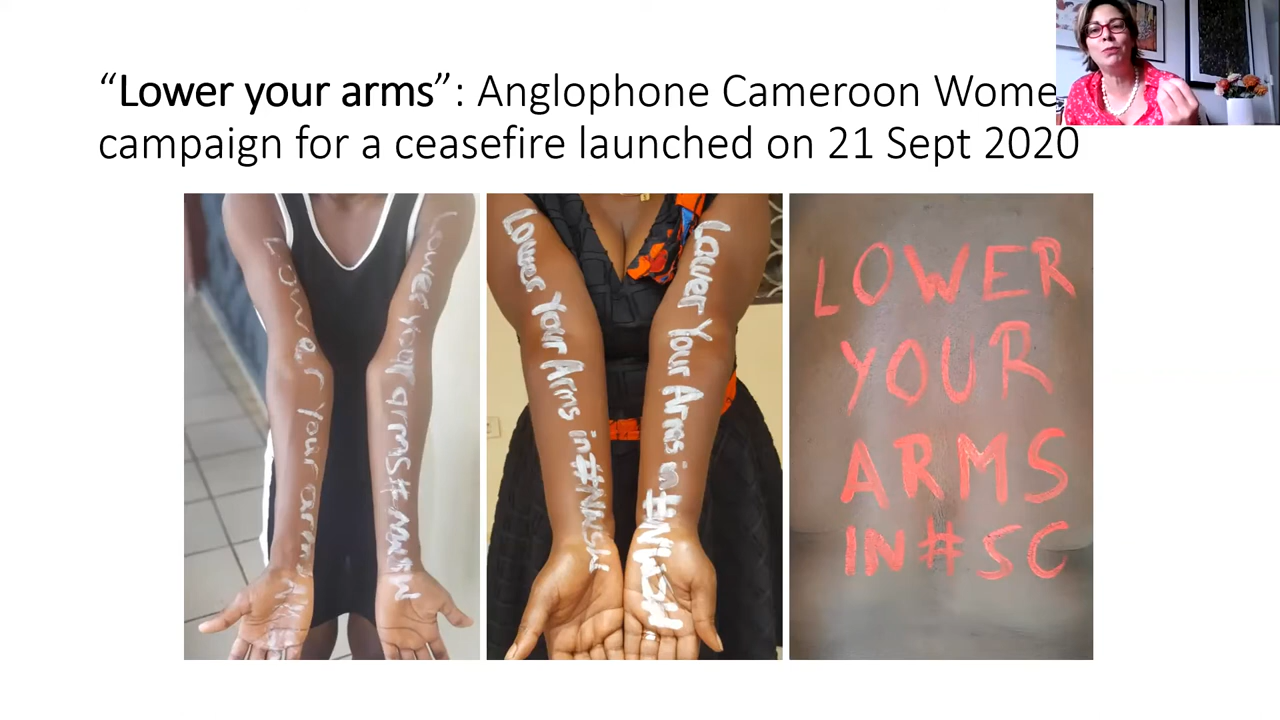 “Lower your arms”: Anglophone Cameroon Wome
campaign for a ceasefire launched on 21 Sept 2020
Lower Your arms
Lower your arms# NWSW
Lower Your Arms in #NWSW
Lower Your Arms in #NWSW
LOWER
YOUR
ARMS
IN #SC